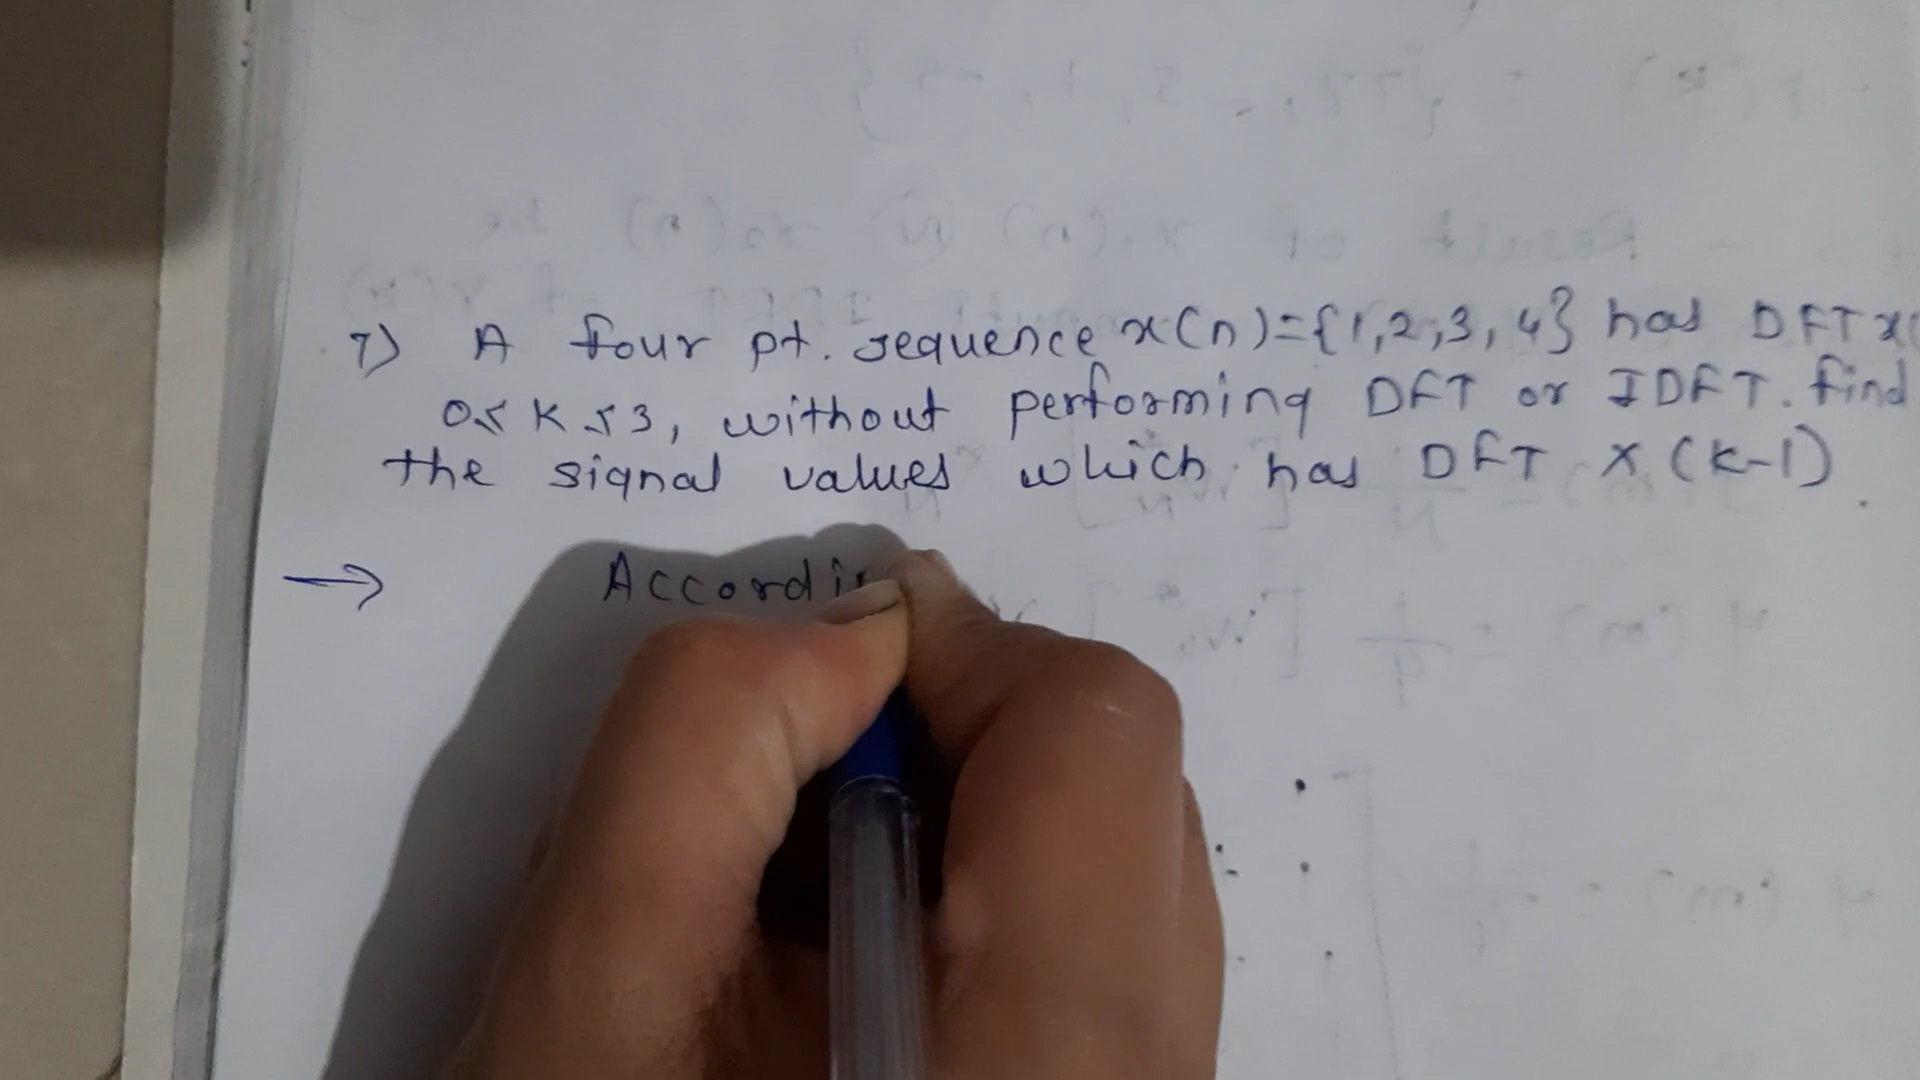 7) A four pt. sequence x(n)={1,2,3,4} has DFT x(
0≤K≤3, without performing DFT or IDFT. find
the signal values which has DFT X(K-1).
→ Accordi